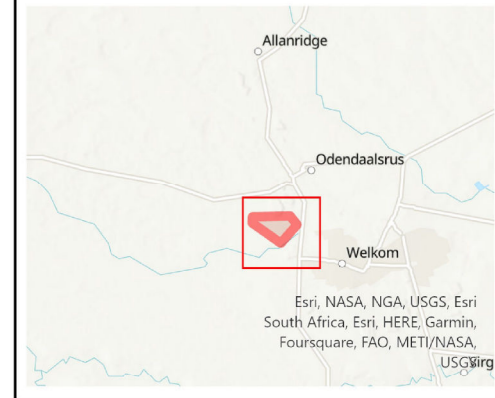 Allanridge
Odendaalsrus
Welkom
Esri, NASA, NGA, USGS, Esri
South Africa, Esri, HERE, Garmin,
Foursquare, FAO, METI/NASA,
USGS